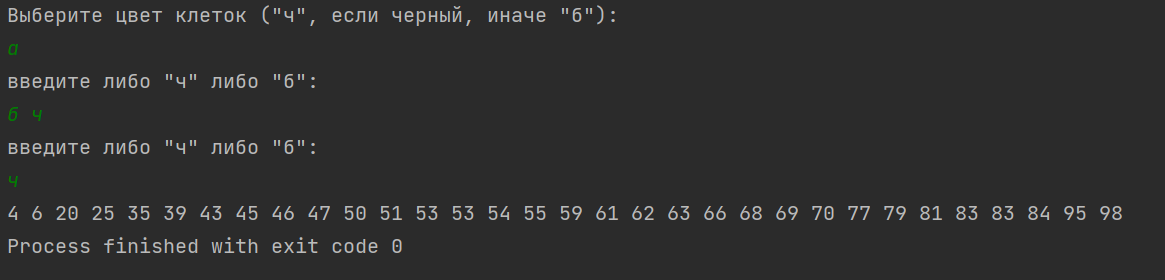 Выберите цвет клеток ("ч", если черный, иначе "б"):
а
введите либо "ч" либо "б":
б ч
введите либо "ч" либо "б":
ч
4 6 20 25 35 39 43 45 46 47 50 51 53 53 54 55 59 61 62 63 66 68 69 70 77 79 81 83 83 84 95 98
Process finished with exit code 0